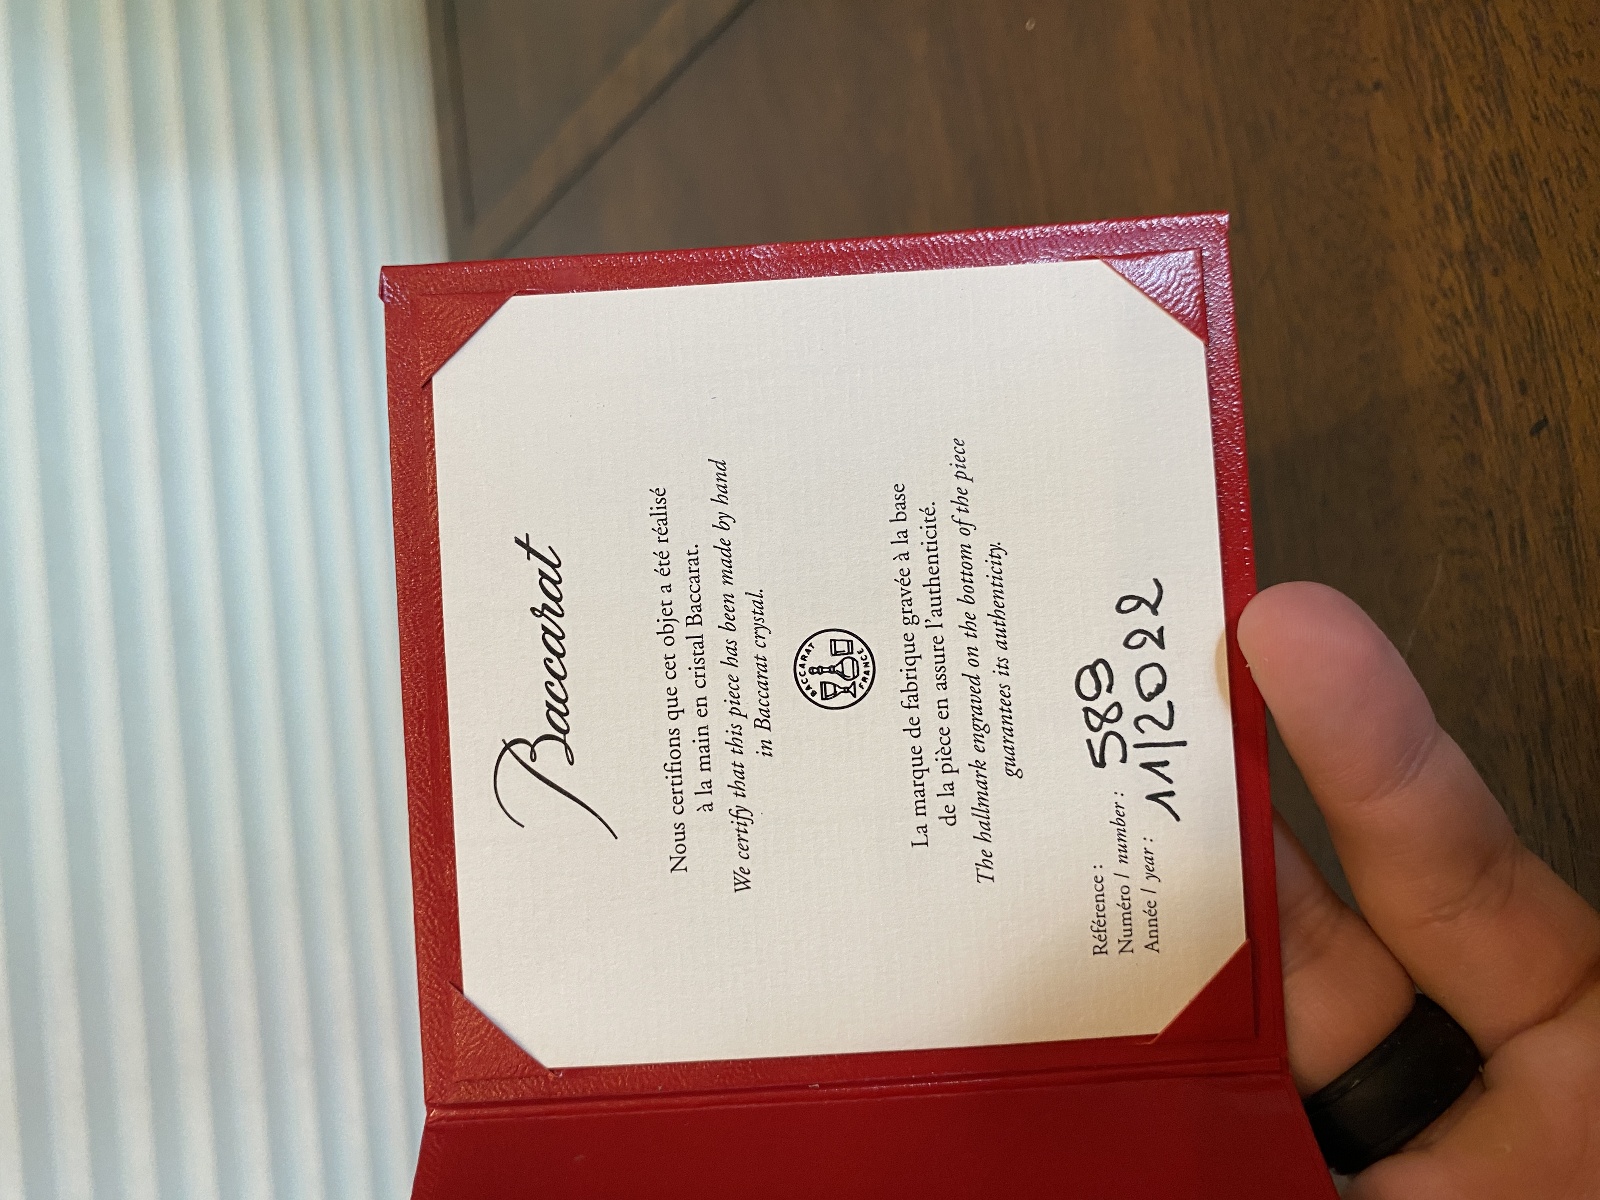 Baccarat
Nous certifions que cet objet a été réalisé
à la main en cristal Baccarat.
We certify that this piece has been made by hand
in Baccarat crystal.
BACCARAT
FRANCE
La marque de fabrique gravée à la base
de la pièce en assure l'authenticité.
The hallmark engraved on the bottom of the piece
guarantees its authenticity.
Référence :
Numéro / number : 589
Année / year : 11/2022